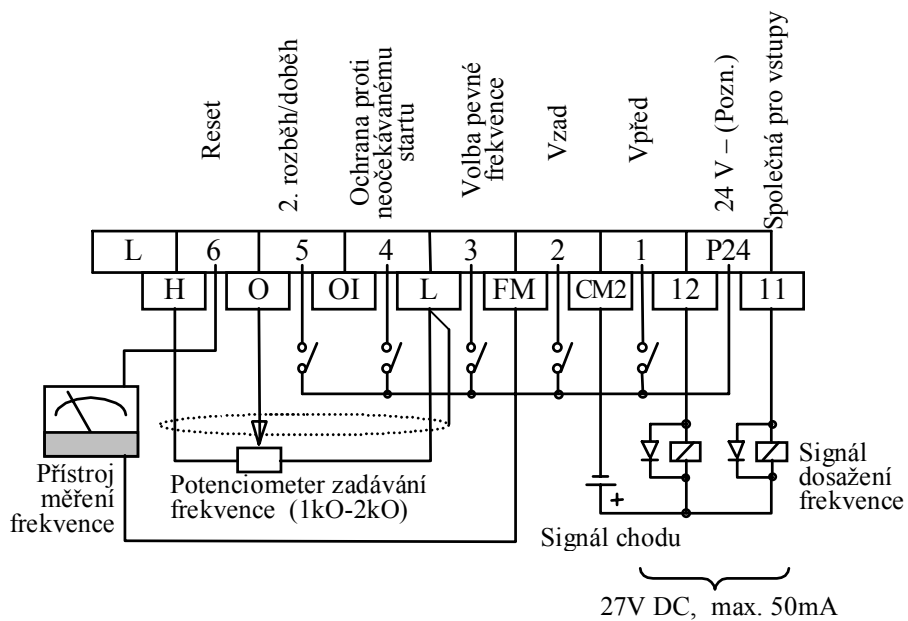 Reset
2. rozběh/doběh
Ochrana proti
neočekávanému
startu
Volba pevné
frekvence
Vzad
Vpřed
24 V – (Pozn.)
Společná pro vstupy
L 6 5 4 3 2 1 P24
H O OI L FM CM2 12 11
Přístroj
měření
frekvence
Potenciometer zadávání
frekvence (1kO-2kO)
+
Signál chodu
Signál
dosažení
frekvence
27V DC, max. 50mA